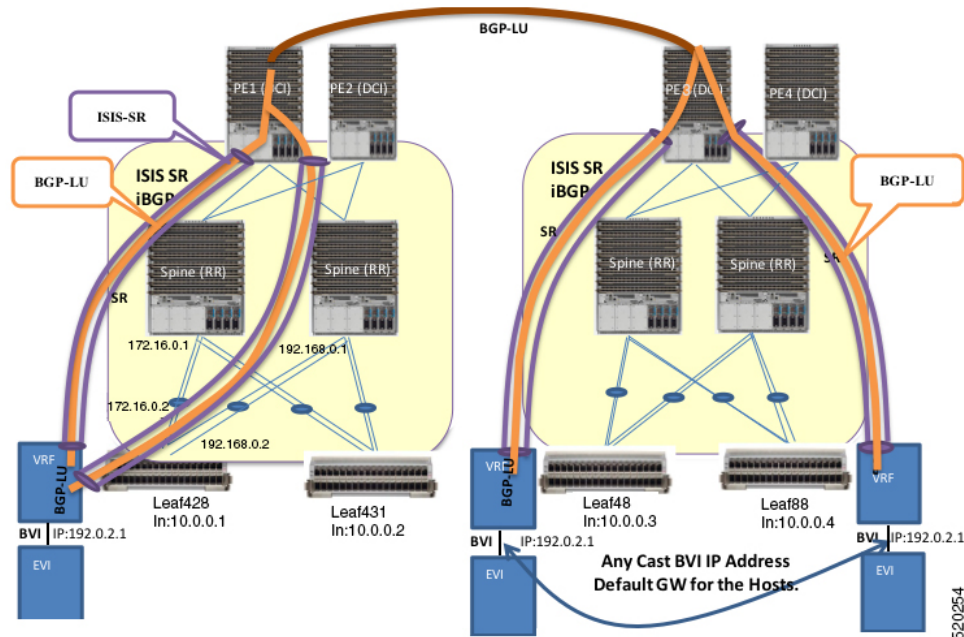 BGP-LU
PE1 (DCI)
PE2 (DCI)
PE3 (DCI)
PE4 (DCI)
ISIS-SR
BGP-LU
BGP-LU
ISIS SR
iBGP
ISIS SR
iBGP
SR
SR
SR
Spine (RR)
Spine (RR)
Spine (RR)
Spine (RR)
172.16.0.1
192.168.0.1
172.16.0.2
192.168.0.2
VRF
BGP-LU
VRF
BGP-LU
VRF
Leaf428
In:10.0.0.1
Leaf431
In:10.0.0.2
Leaf48
In:10.0.0.3
Leaf88
In:10.0.0.4
BVI
IP:192.0.2.1
BVI
IP:192.0.2.1
BVI
IP:192.0.2.1
EVI
EVI
EVI
Any Cast BVI IP Address
Default GW for the Hosts.
520254